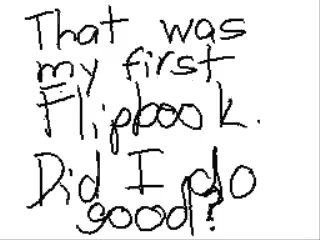 That was
my first
Flipbook.
Did I do
good?